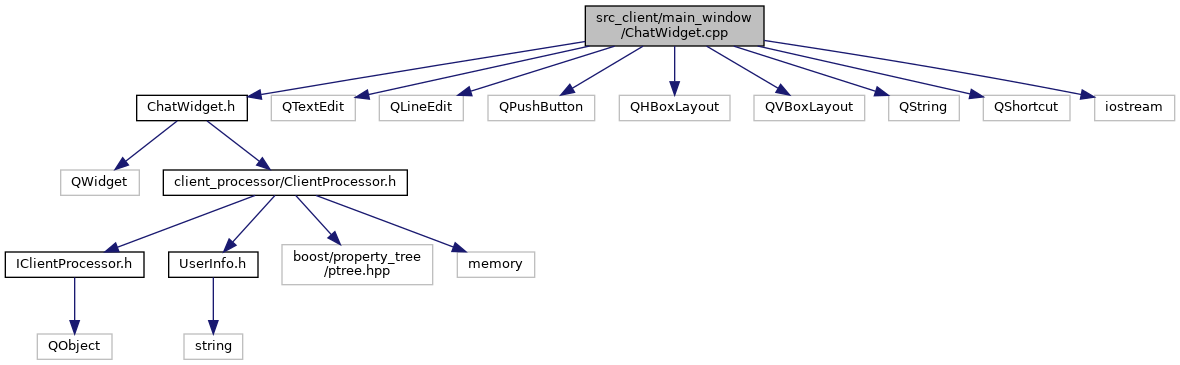 src_client/main_window
/ChatWidget.cpp
ChatWidget.h
QTextEdit
QLineEdit
QPushButton
QHBoxLayout
QVBoxLayout
QString
QShortcut
iostream
QWidget
client_processor/ClientProcessor.h
IClientProcessor.h
UserInfo.h
boost/property_tree
/ptree.hpp
memory
QObject
string